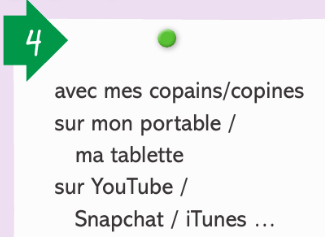 4
avec mes copains/copines
sur mon portable /
ma tablette
sur YouTube /
Snapchat / iTunes …